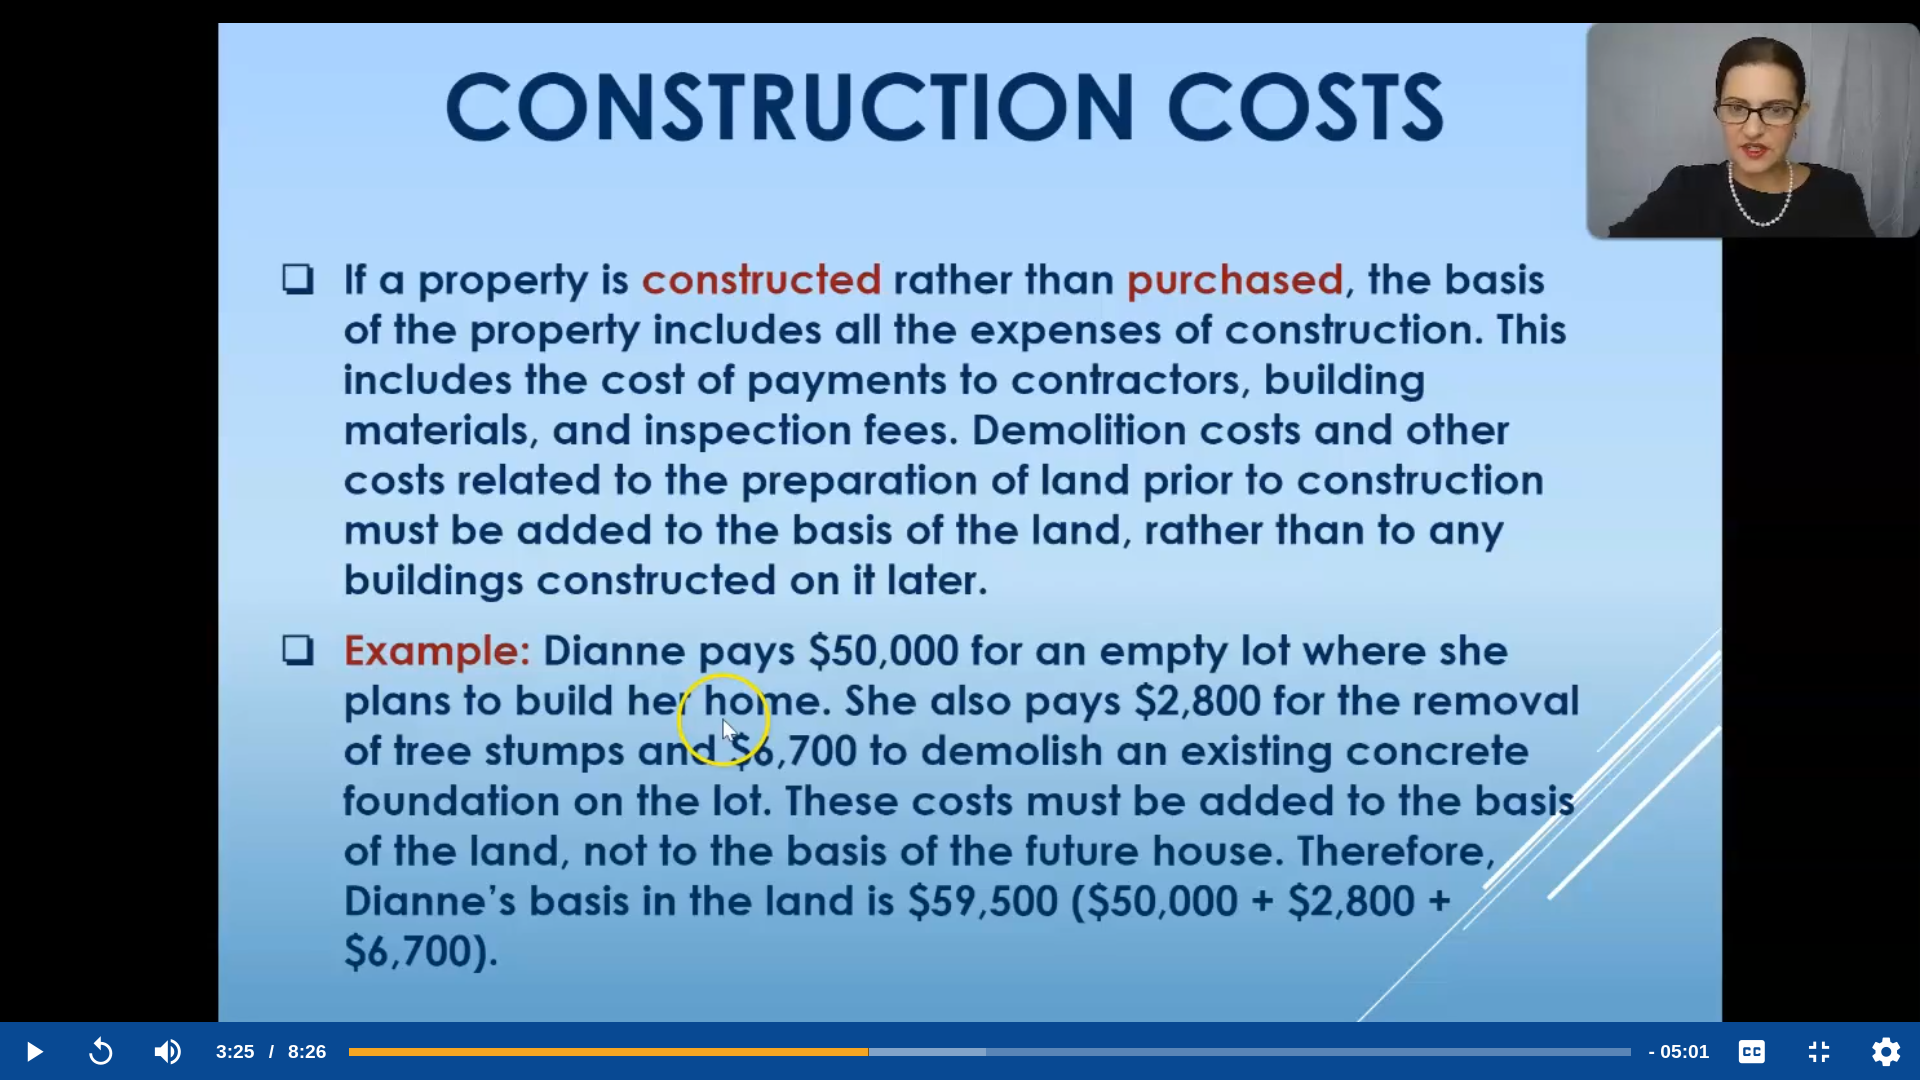 CONSTRUCTION COSTS
If a property is constructed rather than purchased, the basis
of the property includes all the expenses of construction. This
includes the cost of payments to contractors, building
materials, and inspection fees. Demolition costs and other
costs related to the preparation of land prior to construction
must be added to the basis of the land, rather than to any
buildings constructed on it later.
Example: Dianne pays $50,000 for an empty lot where she
plans to build her home. She also pays $2,800 for the removal
of tree stumps and $6,700 to demolish an existing concrete
foundation on the lot. These costs must be added to the basis
of the land, not to the basis of the future house. Therefore,
Dianne’s basis in the land is $59,500 ($50,000 + $2,800 +
$6,700).
3:25 / 8:26 - 05:01 CC